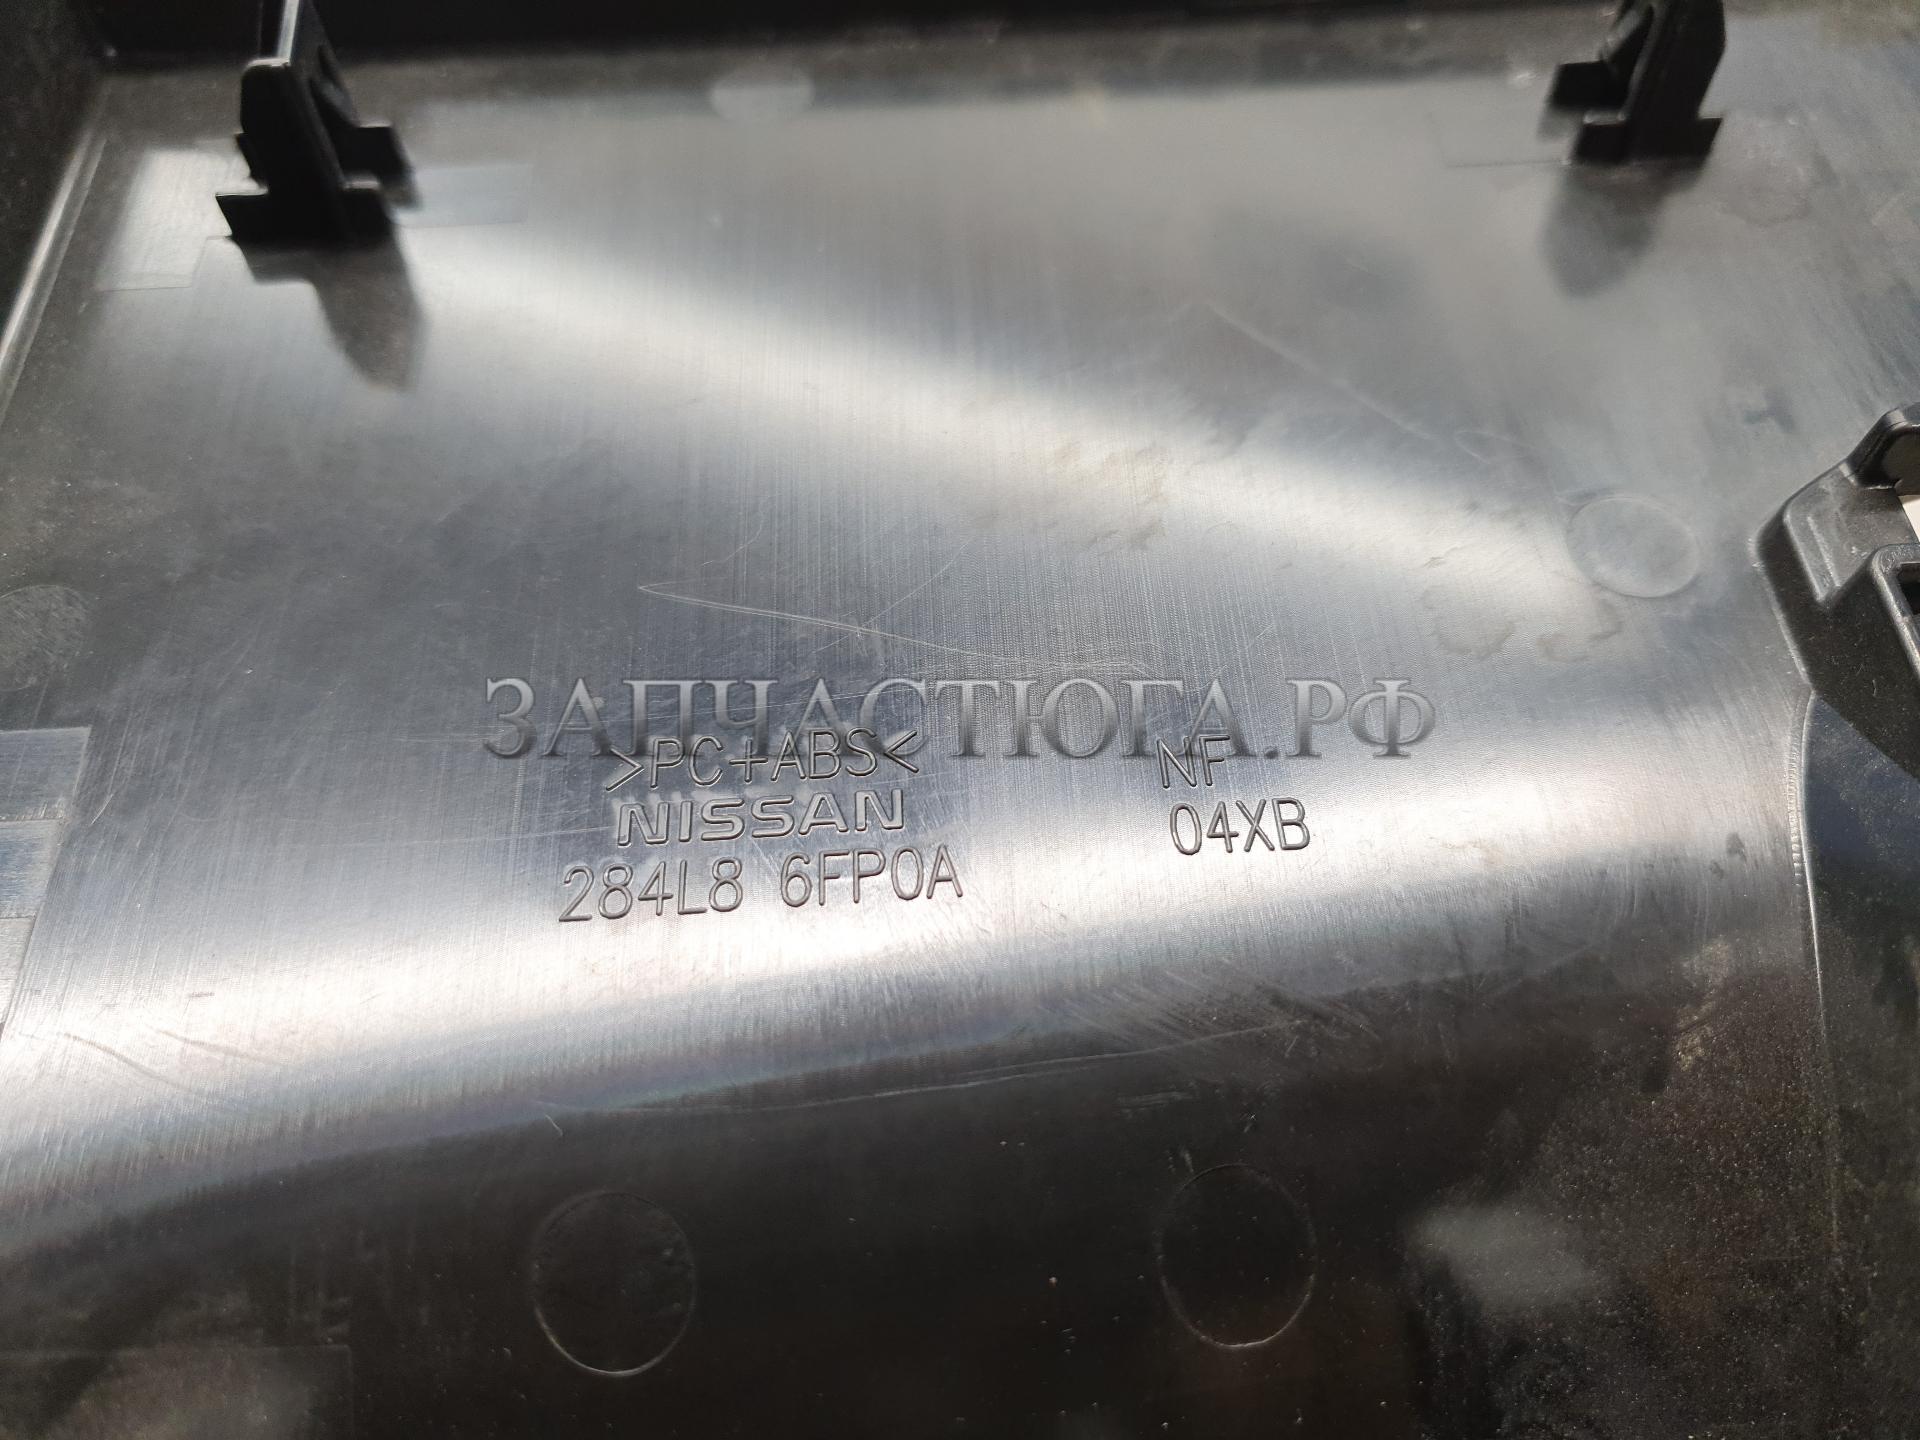 ЗАПЧАСТЮГА.РФ
>PC+ABS<
NISSAN
284L8 6FP0A
NF
04XB